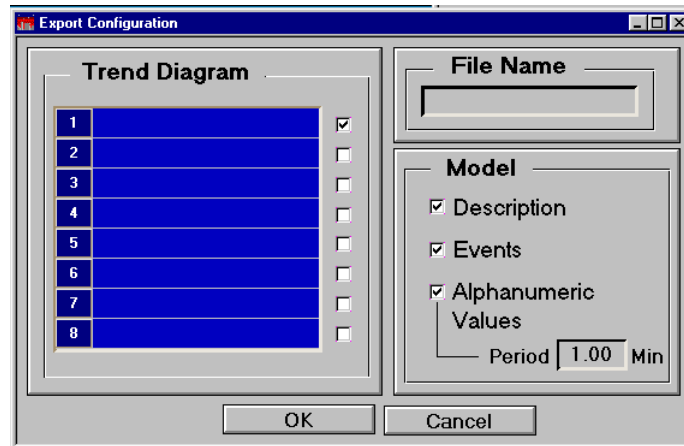 Export Configuration
Trend Diagram
1
2
3
4
5
6
7
8
File Name
Model
Description
Events
Alphanumeric
Values
Period 1.00 Min
OK
Cancel